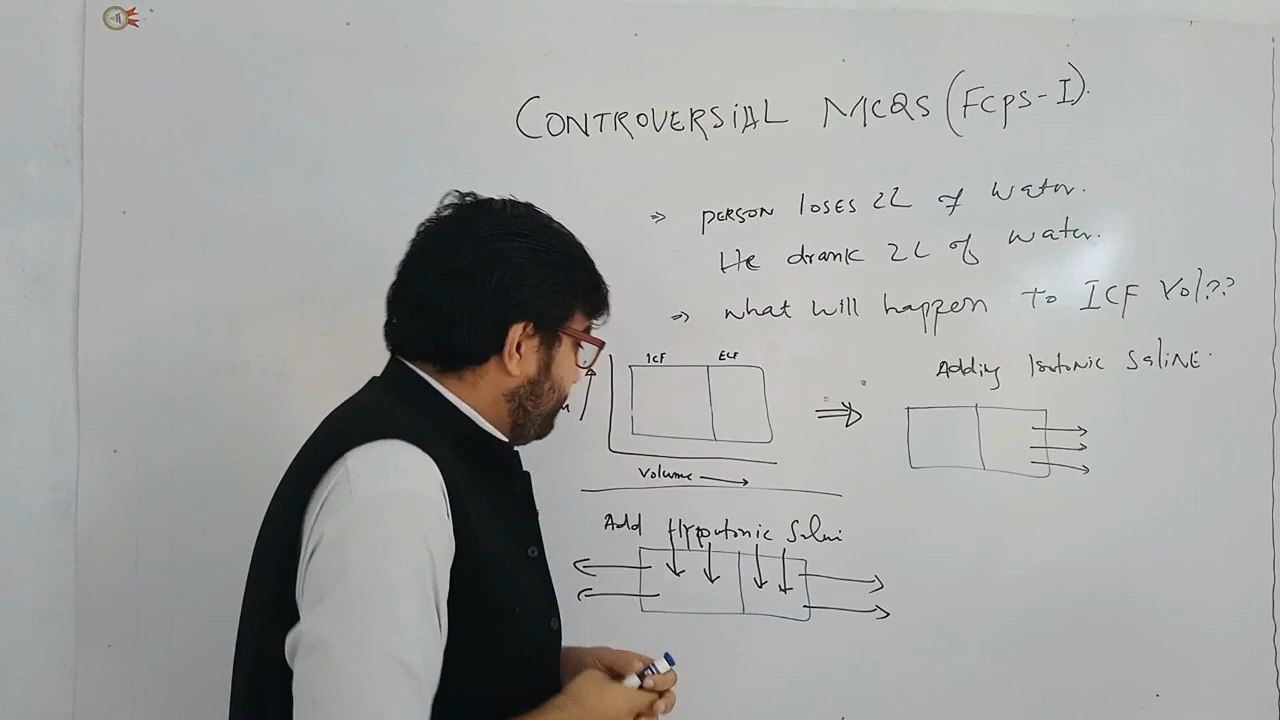 CONTROVERSIAL MCQS (FCPS-I).
⇒ PERSON LOSES 2L of water.
He drank 2L of water.
⇒ what will happen to ICF Vol??
ICF ECF
Volume →
Adding Isotonic SaliNE.
Add Hypotonic